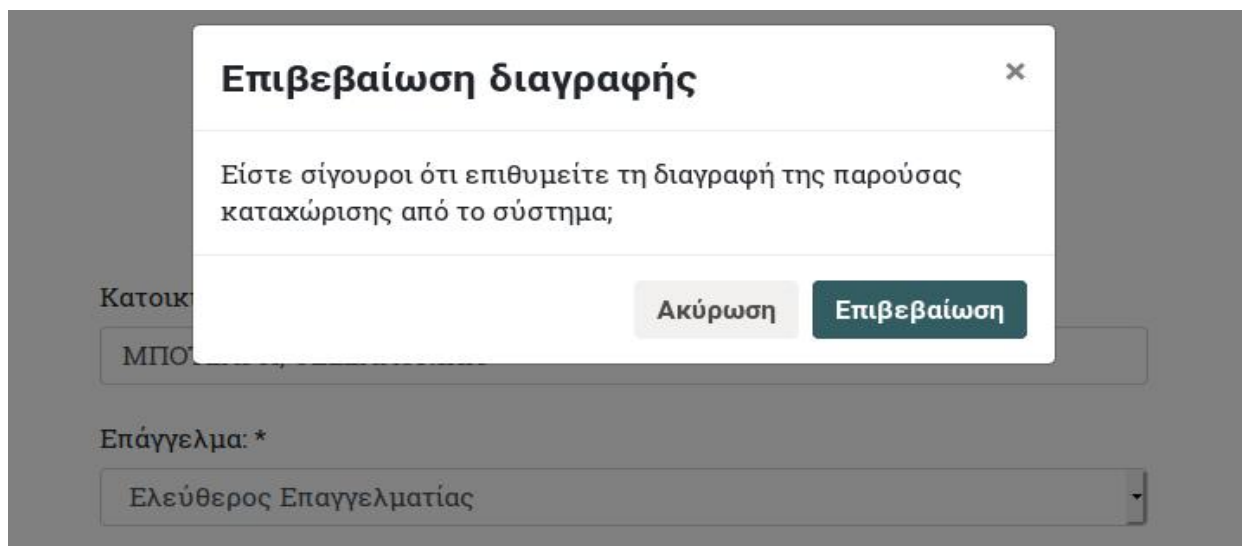 Επιβεβαίωση διαγραφής ×
Είστε σίγουροι ότι επιθυμείτε τη διαγραφή της παρούσας
καταχώρισης από το σύστημα;
Ακύρωση Επιβεβαίωση
Επάγγελμα: *
Ελεύθερος Επαγγελματίας